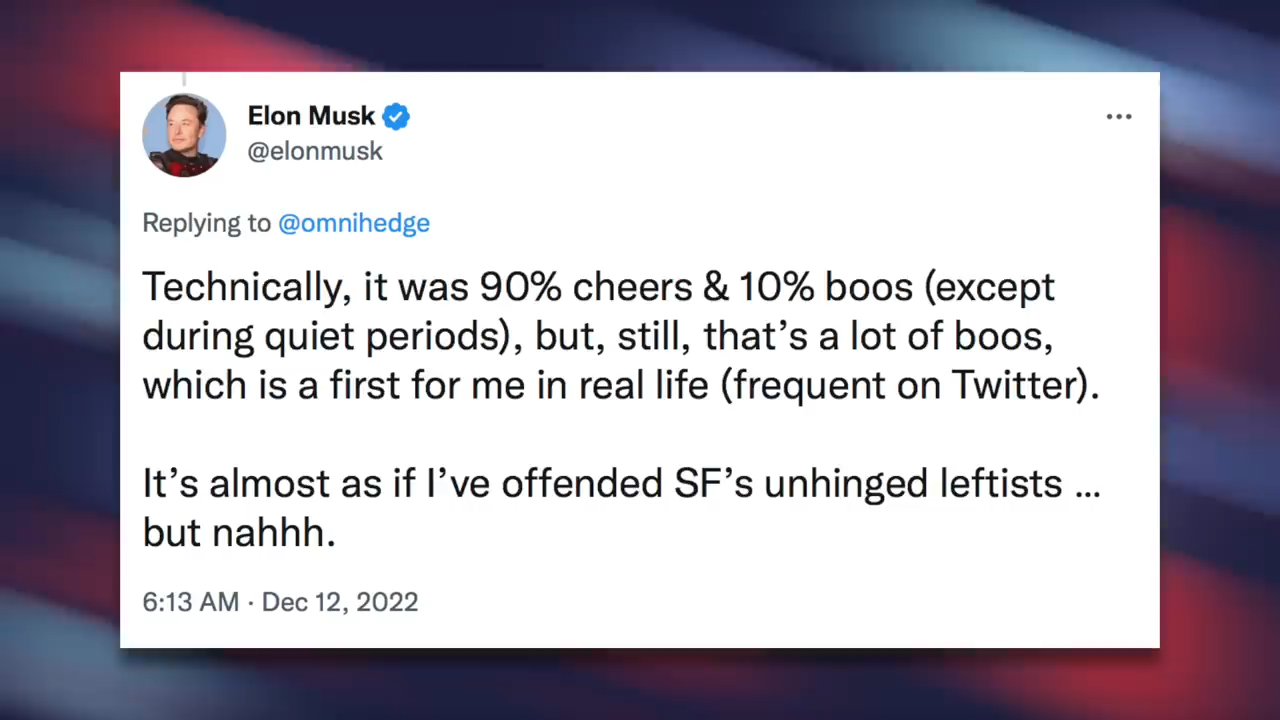 Elon Musk
@elonmusk
Replying to @omnihedge
Technically, it was 90% cheers & 10% boos (except
during quiet periods), but, still, that’s a lot of boos,
which is a first for me in real life (frequent on Twitter).
It’s almost as if I’ve offended SF’s unhinged leftists ...
but nahhh.
6:13 AM · Dec 12, 2022